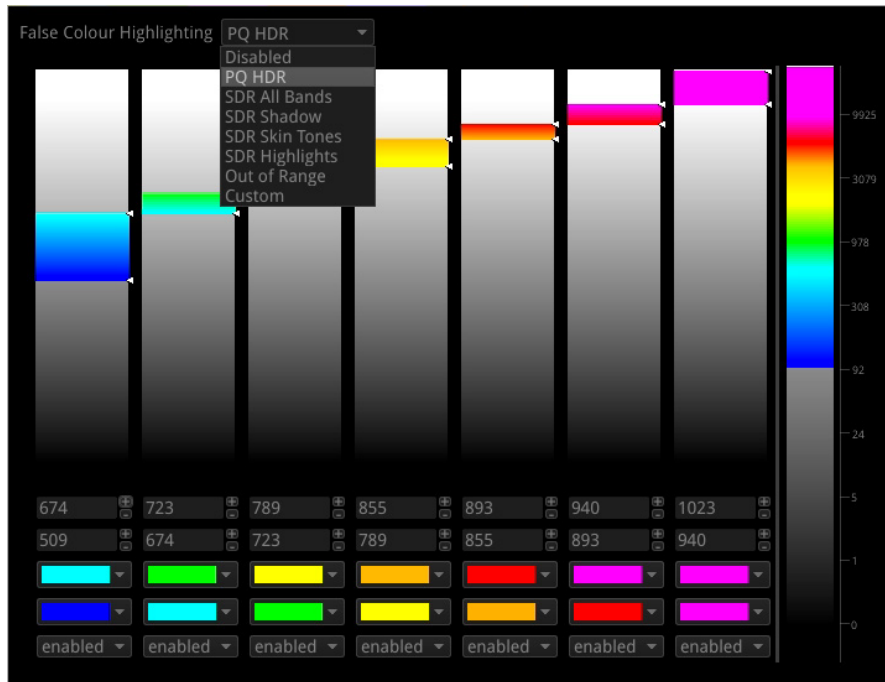 False Colour Highlighting PQ HDR
Disabled
PQ HDR
SDR All Bands
SDR Shadow
SDR Skin Tones
SDR Highlights
Out of Range
Custom
9925
3079
978
308
92
24
5
1
0
674 723 789 855 893 940 1023
509 674 723 789 855 893 940
enabled enabled enabled enabled enabled enabled enabled